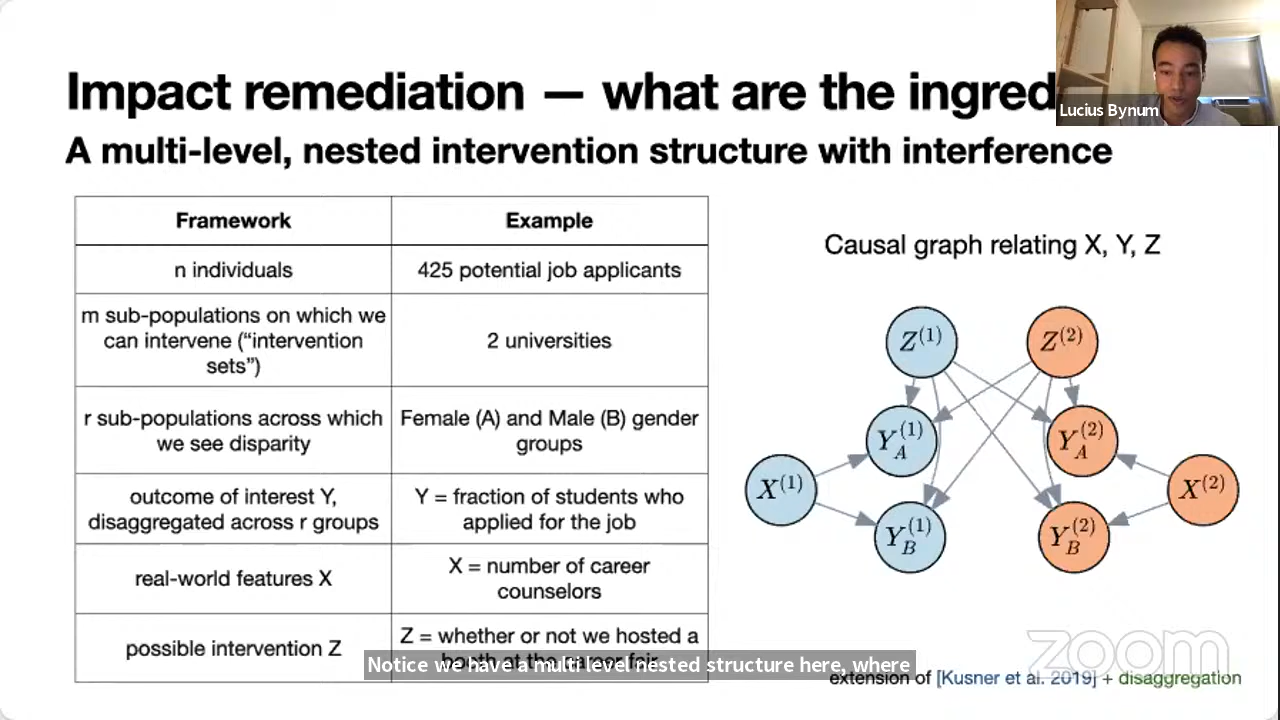 Impact remediation — what are the ingred
Lucius Bynum
A multi-level, nested intervention structure with interference
Framework
Example
n individuals
425 potential job applicants
m sub-populations on which we
can intervene (“intervention
sets”)
2 universities
r sub-populations across which
we see disparity
Female (A) and Male (B) gender
groups
outcome of interest Y,
disaggregated across r groups
Y = fraction of students who
applied for the job
real-world features X
X = number of career
counselors
possible intervention Z
Z = whether or not we hosted a
booth at the career fair
Causal graph relating X, Y, Z
Z^(1)
Z^(2)
Y_A^(1)
Y_A^(2)
X^(1)
X^(2)
Y_B^(1)
Y_B^(2)
zoom
Notice we have a multi level nested structure here, where
extension of [Kusner et al. 2019] + disaggregation